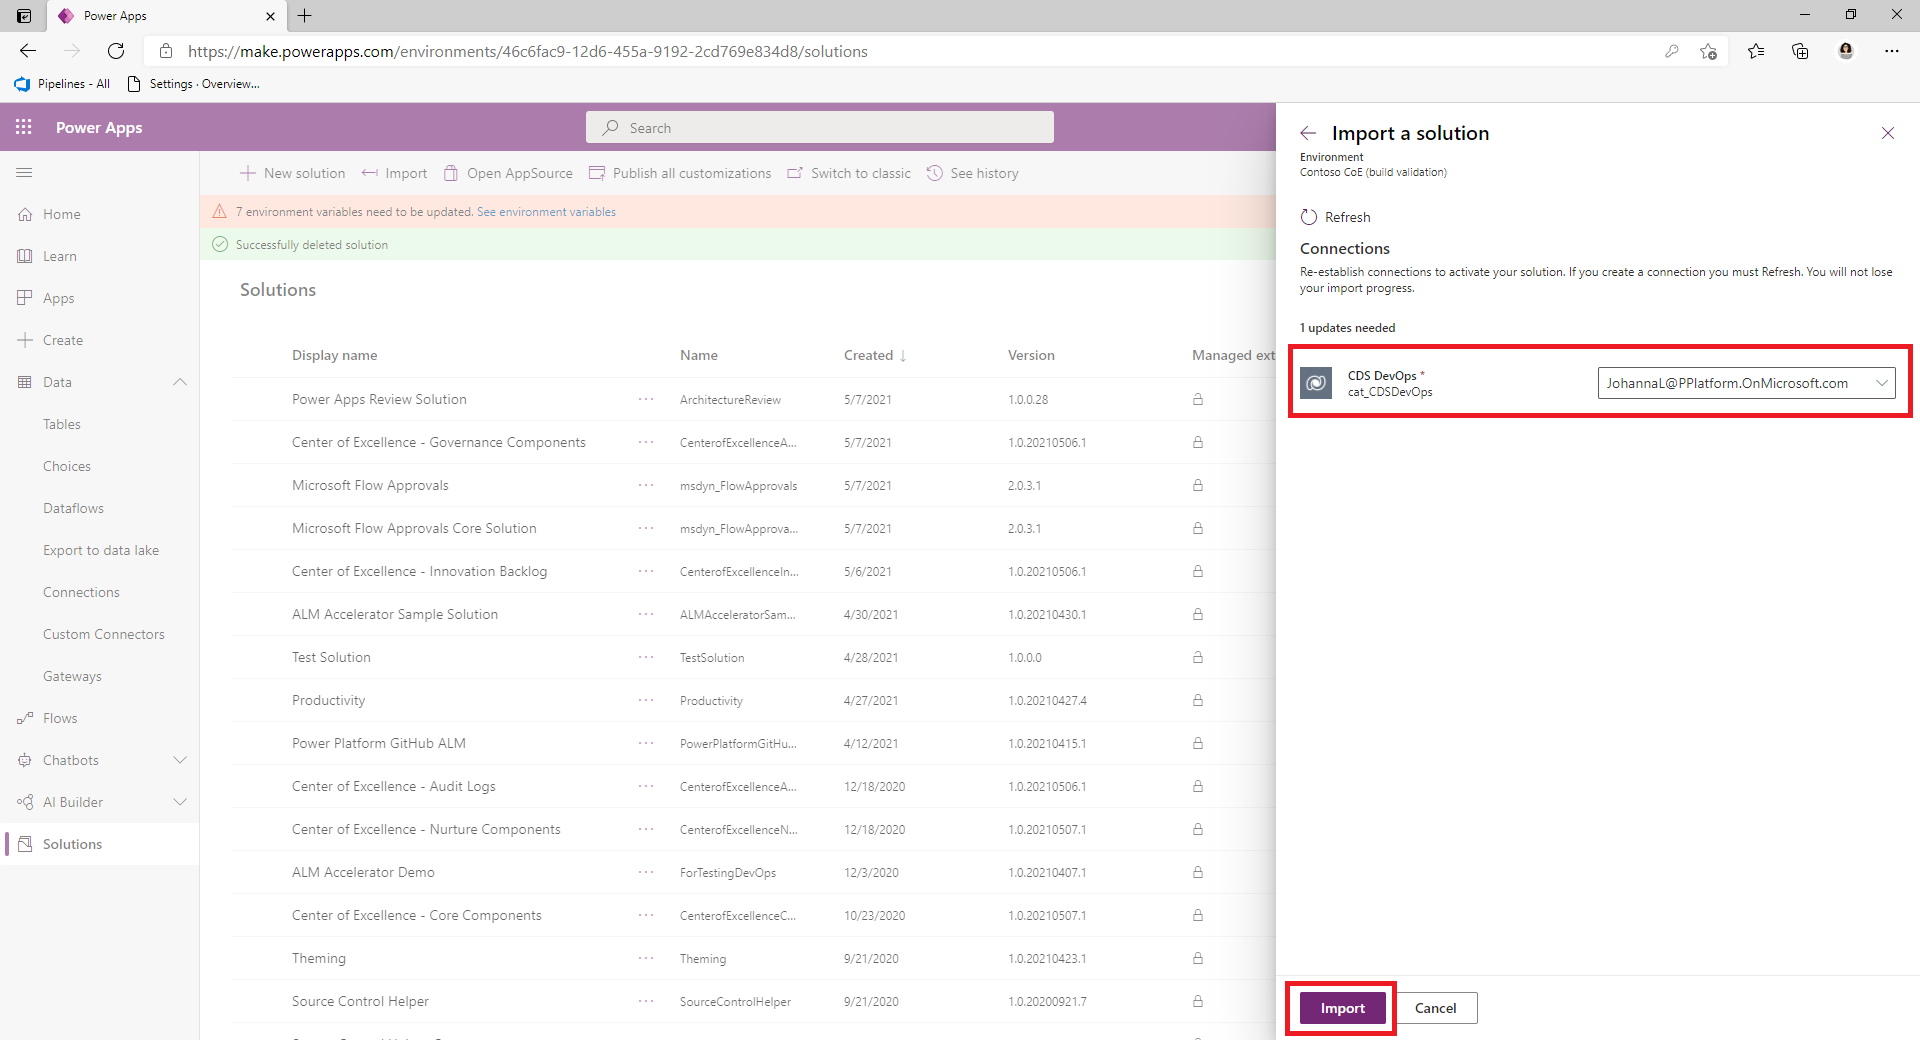 Power Apps
https://make.powerapps.com/environments/46c6fac9-12d6-455a-9192-2cd769e834d8/solutions
Pipelines - All
Settings · Overview...
Power Apps
Search
New solution
Import
Open AppSource
Publish all customizations
Switch to classic
See history
7 environment variables need to be updated. See environment variables
Successfully deleted solution
Home
Learn
Apps
Create
Data
Tables
Choices
Dataflows
Export to data lake
Connections
Custom Connectors
Gateways
Flows
Chatbots
AI Builder
Solutions
Solutions
Display name Name Created Version Managed ext
Power Apps Review Solution ··· ArchitectureReview 5/7/2021 1.0.0.28
Center of Excellence - Governance Components ··· CenterofExcellenceA... 5/7/2021 1.0.20210506.1
Microsoft Flow Approvals ··· msdyn_FlowApprovals 5/7/2021 2.0.3.1
Microsoft Flow Approvals Core Solution ··· msdyn_FlowApprova... 5/7/2021 2.0.3.1
Center of Excellence - Innovation Backlog ··· CenterofExcellenceIn... 5/6/2021 1.0.20210506.1
ALM Accelerator Sample Solution ··· ALMAcceleratorSam... 4/30/2021 1.0.20210430.1
Test Solution ··· TestSolution 4/28/2021 1.0.0.0
Productivity ··· Productivity 4/27/2021 1.0.20210427.4
Power Platform GitHub ALM ··· PowerPlatformGitHu... 4/12/2021 1.0.20210415.1
Center of Excellence - Audit Logs ··· CenterofExcellenceA... 12/18/2020 1.0.20210506.1
Center of Excellence - Nurture Components ··· CenterofExcellenceN... 12/18/2020 1.0.20210507.1
ALM Accelerator Demo ··· ForTestingDevOps 12/3/2020 1.0.20210407.1
Center of Excellence - Core Components ··· CenterofExcellenceC... 10/23/2020 1.0.20210507.1
Theming ··· Theming 9/21/2020 1.0.20210423.1
Source Control Helper ··· SourceControlHelper 9/21/2020 1.0.20200921.7
Import a solution
Environment
Contoso CoE (build validation)
Refresh
Connections
Re-establish connections to activate your solution. If you create a connection you must Refresh. You will not lose
your import progress.
1 updates needed
CDS DevOps *
cat_CDSDevOps
JohannaL@PPlatform.OnMicrosoft.com
Import
Cancel